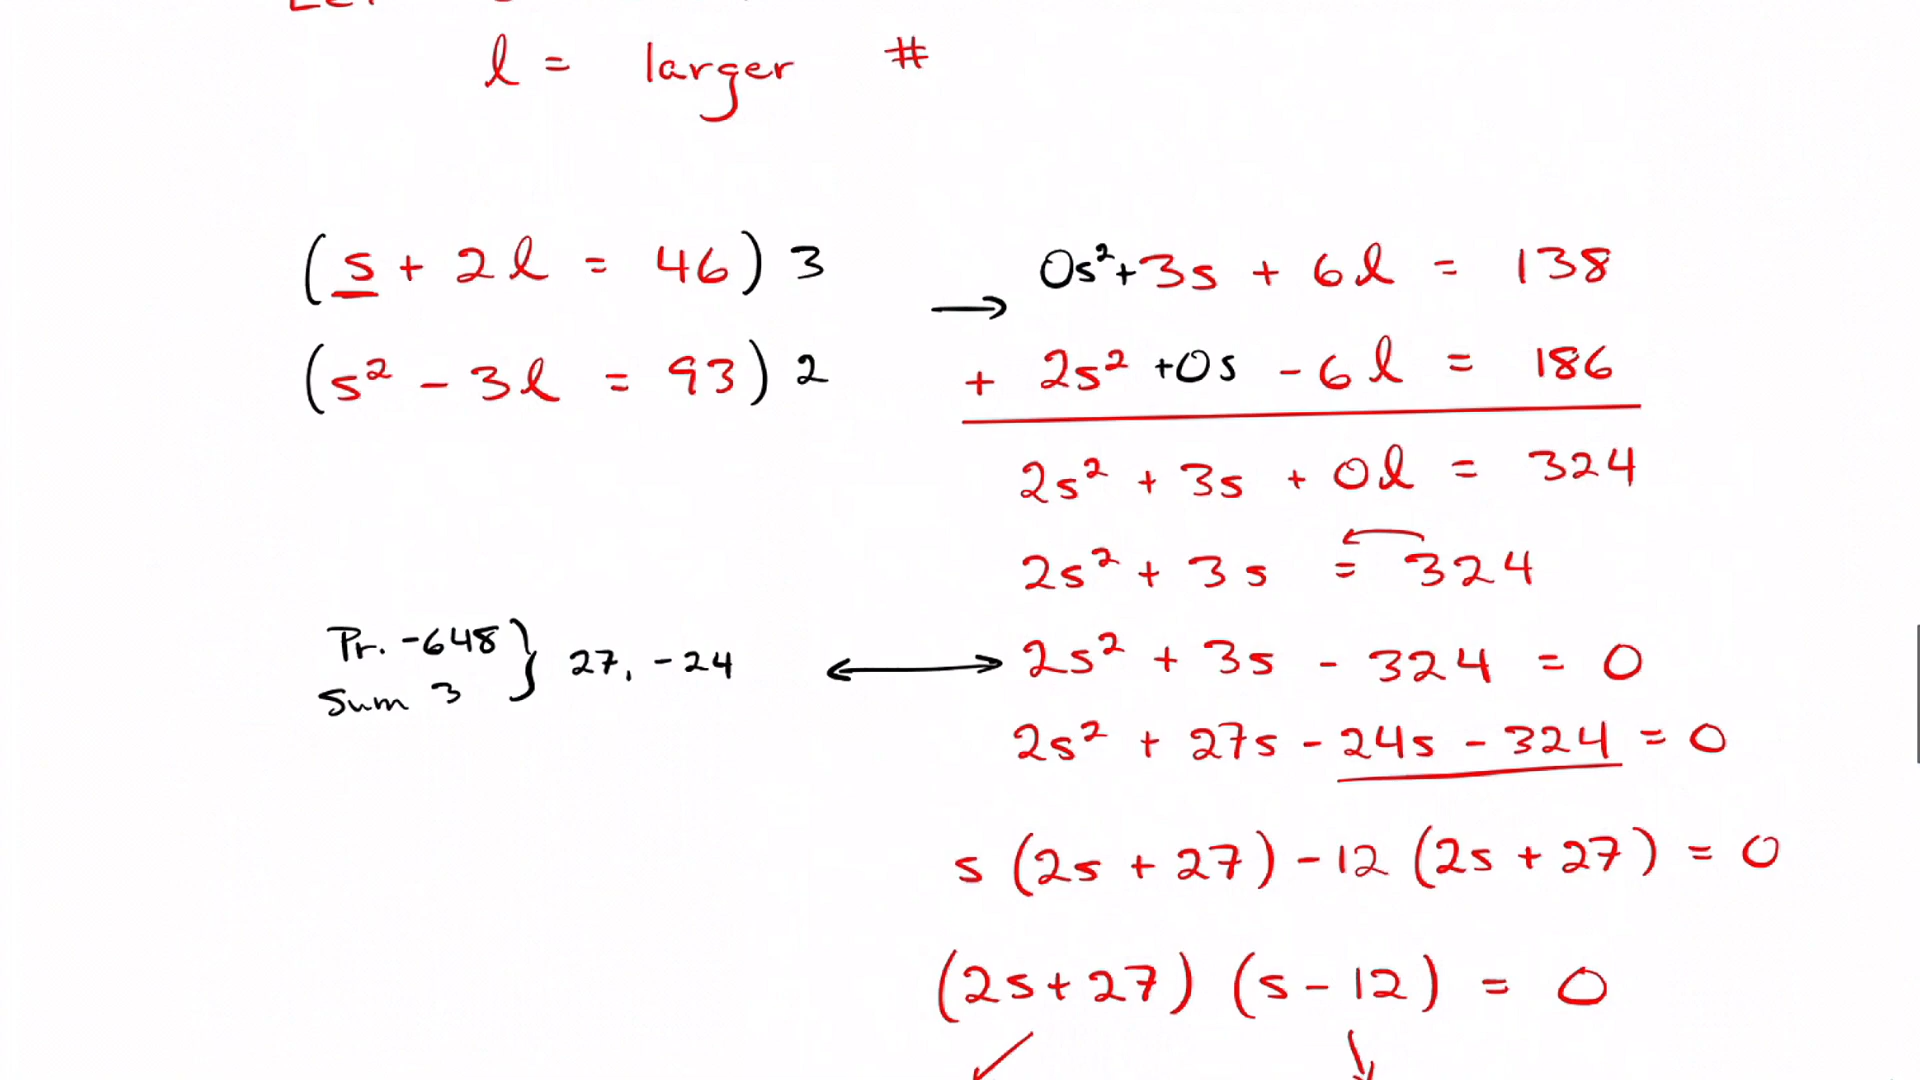 l = larger #
(s + 2l = 46) 3
(s² - 3l = 93) 2
→ 0s² + 3s + 6l = 138
+ 2s² + 0s - 6l = 186
2s² + 3s + 0l = 324
2s² + 3s = 324
Pr. -648 } 27, -24
Sum 3
2s² + 3s - 324 = 0
2s² + 27s - 24s - 324 = 0
s (2s + 27) - 12 (2s + 27) = 0
(2s + 27) (s - 12) = 0